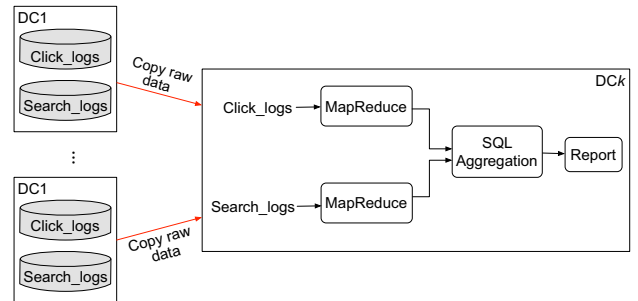 DC1
Click_logs
Search_logs
Copy raw
data
⋮
DC1
Click_logs
Search_logs
Copy raw
data
DCk
Click_logs
MapReduce
Search_logs
MapReduce
SQL
Aggregation
Report